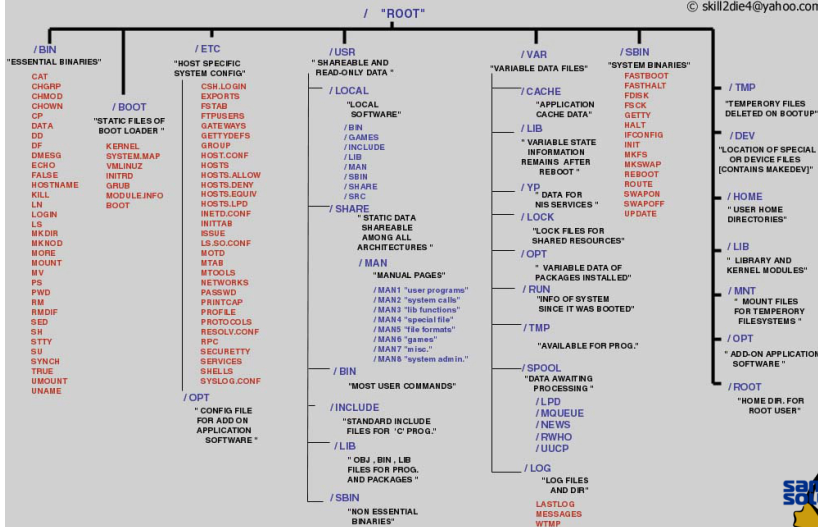 © skill2die4@yahoo.com
/ "ROOT"
/ BIN
"ESSENTIAL BINARIES"
CAT
CHGRP
CHMOD
CHOWN
CP
DATA
DD
DF
DMESG
ECHO
FALSE
HOSTNAME
KILL
LN
LOGIN
LS
MKDIR
MKNOD
MORE
MOUNT
MV
PS
PWD
RM
RMDIF
SED
SH
STTY
SU
SYNCH
TRUE
UMOUNT
UNAME
/ BOOT
"STATIC FILES OF
BOOT LOADER "
KERNEL
SYSTEM.MAP
VMLINUZ
INITRD
GRUB
MODULE.INFO
BOOT
/ ETC
"HOST SPECIFIC
SYSTEM CONFIG"
CSH.LOGIN
EXPORTS
FSTAB
FTPUSERS
GATEWAYS
GETTYDEFS
GROUP
HOST.CONF
HOSTS
HOSTS.ALLOW
HOSTS.DENY
HOSTS.EQUIV
HOSTS.LPD
INETD.CONF
INITTAB
ISSUE
LS.SO.CONF
MOTD
MTAB
MTOOLS
NETWORKS
PASSWD
PRINTCAP
PROFILE
PROTOCOLS
RESOLV.CONF
RPC
SECURETTY
SERVICES
SHELLS
SYSLOG.CONF
/ OPT
" CONFIG FILE
FOR ADD ON
APPLICATION
SOFTWARE "
/ USR
" SHAREABLE AND
READ-ONLY DATA "
/ LOCAL
"LOCAL
SOFTWARE"
/ BIN
/ GAMES
/ INCLUDE
/ LIB
/ MAN
/ SBIN
/ SHARE
/ SRC
/ SHARE
"STATIC DATA
SHAREABLE
AMONG ALL
ARCHITECTURES "
/ MAN
"MANUAL PAGES"
/ MAN1 "user programs"
/ MAN2 "system calls"
/ MAN3 "lib functions"
/ MAN4 "special file"
/ MAN5 "file formats"
/ MAN6 "games"
/ MAN7 "misc."
/ MAN8 "system admin."
/ BIN
"MOST USER COMMANDS"
/ INCLUDE
"STANDARD INCLUDE
FILES FOR 'C' PROG."
/ LIB
" OBJ , BIN , LIB
FILES FOR PROG.
AND PACKAGES "
/ SBIN
"NON ESSENTIAL
BINARIES"
/ VAR
"VARIABLE DATA FILES"
/ CACHE
"APPLICATION
CACHE DATA"
/ LIB
" VARIABLE STATE
INFORMATION
REMAINS AFTER
REBOOT "
/ YP
" DATA FOR
NIS SERVICES "
/ LOCK
"LOCK FILES FOR
SHARED RESOURCES"
/ OPT
" VARIABLE DATA OF
PACKAGES INSTALLED"
/ RUN
"INFO OF SYSTEM
SINCE IT WAS BOOTED"
/ TMP
"AVAILABLE FOR PROG."
/ SPOOL
"DATA AWAITING
PROCESSING "
/ LPD
/ MQUEUE
/ NEWS
/ RWHO
/ UUCP
/ LOG
"LOG FILES
AND DIR"
LASTLOG
MESSAGES
WTMP
/ SBIN
"SYSTEM BINARIES"
FASTBOOT
FASTHALT
FDISK
FSCK
GETTY
HALT
IFCONFIG
INIT
MKFS
MKSWAP
REBOOT
ROUTE
SWAPON
SWAPOFF
UPDATE
/ TMP
"TEMPERORY FILES
DELETED ON BOOTUP"
/ DEV
"LOCATION OF SPECIAL
OR DEVICE FILES
[CONTAINS MAKEDEV]"
/ HOME
" USER HOME
DIRECTORIES"
/ LIB
" LIBRARY AND
KERNEL MODULES"
/ MNT
" MOUNT FILES
FOR TEMPERORY
FILESYSTEMS "
/ OPT
" ADD-ON APPLICATION
SOFTWARE "
/ ROOT
"HOME DIR. FOR
ROOT USER"